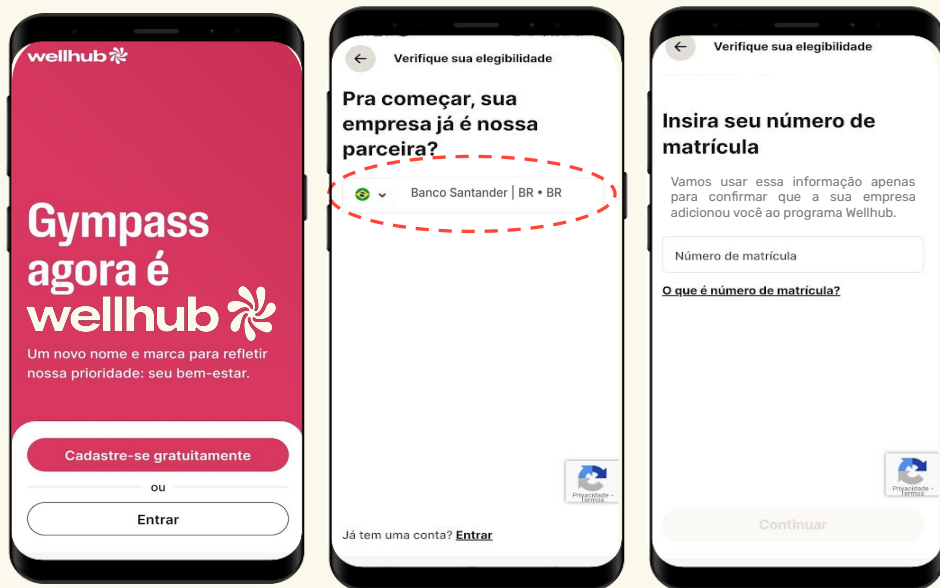 wellhub
Gympass
agora é
wellhub
Um novo nome e marca para refletir
nossa prioridade: seu bem-estar.
Cadastre-se gratuitamente
ou
Entrar
Verifique sua elegibilidade
Pra começar, sua
empresa já é nossa
parceira?
Banco Santander | BR • BR
Privacidade -
Termos
Já tem uma conta? Entrar
Verifique sua elegibilidade
Insira seu número de
matrícula
Vamos usar essa informação apenas
para confirmar que a sua empresa
adicionou você ao programa Wellhub.
Número de matrícula
O que é número de matrícula?
Privacidade -
Termos
Continuar